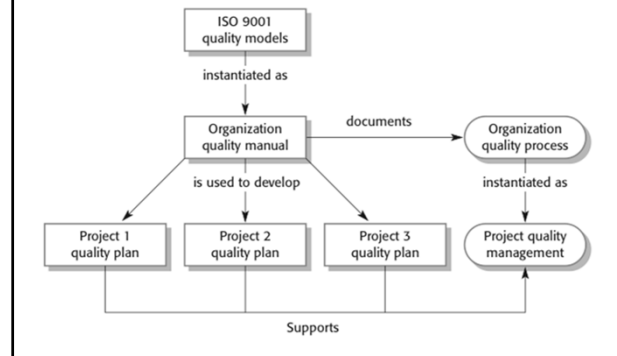 ISO 9001
quality models
instantiated as
Organization
quality manual
documents
Organization
quality process
is used to develop
instantiated as
Project 1
quality plan
Project 2
quality plan
Project 3
quality plan
Project quality
management
Supports